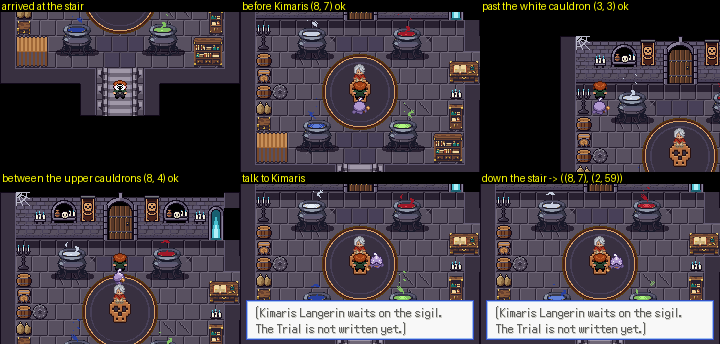 arrived at the stair
before Kimaris (8, 7) ok
past the white cauldron (3, 3) ok
between the upper cauldrons (8, 4) ok
talk to Kimaris
down the stair -> ((8, 7), (2, 59))
(Kimaris Langerin waits on the sigil.
The Trial is not written yet.)
(Kimaris Langerin waits on the sigil.
The Trial is not written yet.)